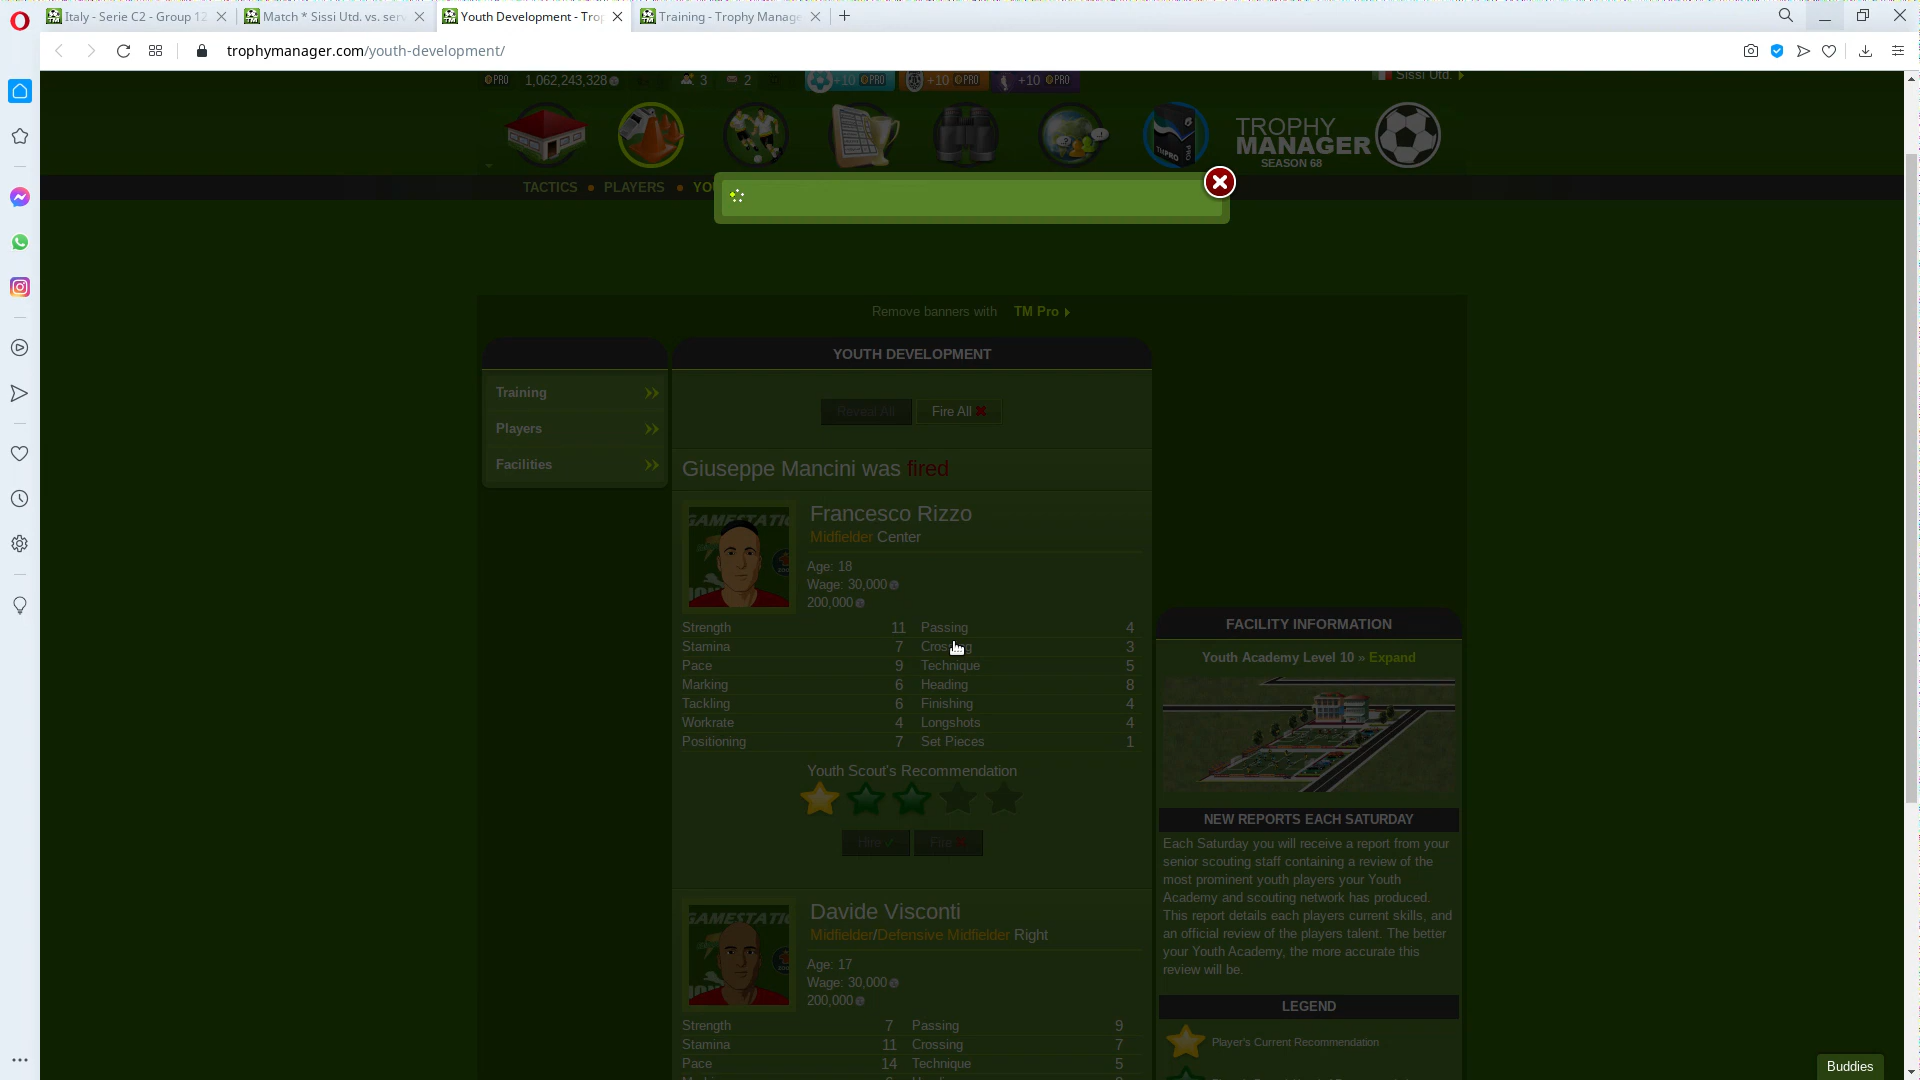 Italy - Serie C2 - Group 12
Match * Sissi Utd. vs. serv
Youth Development - Trop
Training - Trophy Manage
trophymanager.com/youth-development/
PRO 1,062,243,328 3 2 +10 PRO +10 PRO +10 PRO
Sissi Utd.
TROPHY
MANAGER
SEASON 68
TACTICS • PLAYERS • YOU
Remove banners with TM Pro
YOUTH DEVELOPMENT
Training
Players
Facilities
Reveal All Fire All
Giuseppe Mancini was fired
GAMESTATI
Francesco Rizzo
Midfielder Center
Age: 18
Wage: 30,000
200,000
Strength 11 Passing 4
Stamina 7 Crossing 3
Pace 9 Technique 5
Marking 6 Heading 8
Tackling 6 Finishing 4
Workrate 4 Longshots 4
Positioning 7 Set Pieces 1
Youth Scout's Recommendation
Hire Fire
GAMESTATI
Davide Visconti
Midfielder/Defensive Midfielder Right
Age: 17
Wage: 30,000
200,000
Strength 7 Passing 9
Stamina 11 Crossing 7
Pace 14 Technique 5
FACILITY INFORMATION
Youth Academy Level 10 » Expand
NEW REPORTS EACH SATURDAY
Each Saturday you will receive a report from your
senior scouting staff containing a review of the
most prominent youth players your Youth
Academy and scouting network has produced.
This report details each players current skills, and
an official review of the players talent. The better
your Youth Academy, the more accurate this
review will be.
LEGEND
Player's Current Recommendation
Buddies